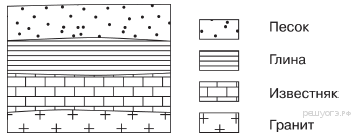 Песок
Глина
Известняк
решуогэ.рф
Гранит